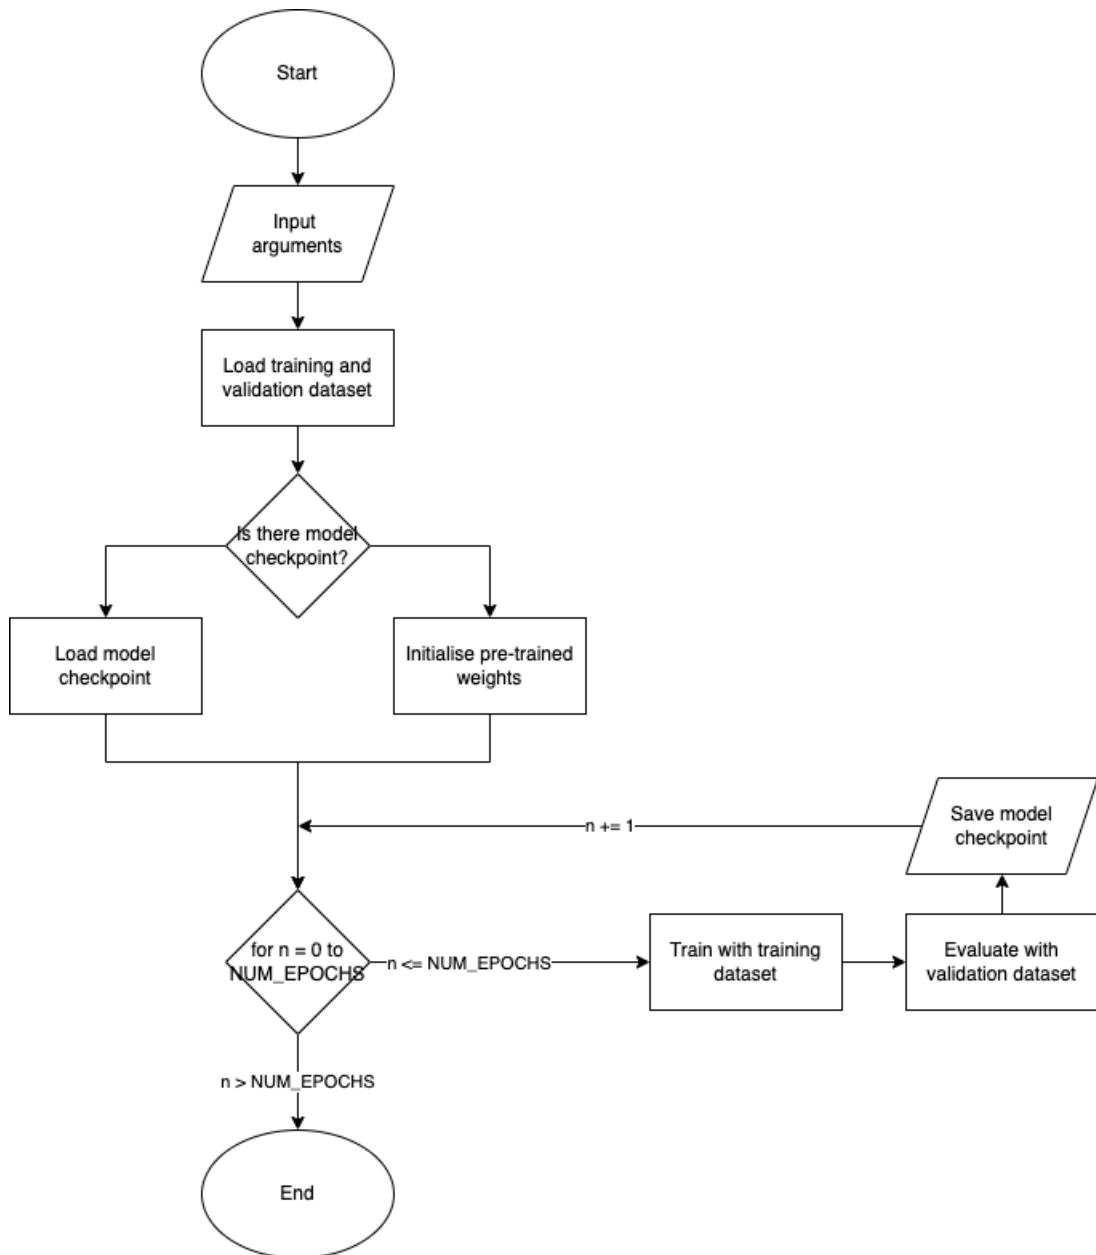 Start
Input
arguments
Load training and
validation dataset
Is there model
checkpoint?
Load model
checkpoint
Initialise pre-trained
weights
n += 1
Save model
checkpoint
for n = 0 to
NUM_EPOCHS
n <= NUM_EPOCHS
Train with training
dataset
Evaluate with
validation dataset
n > NUM_EPOCHS
End